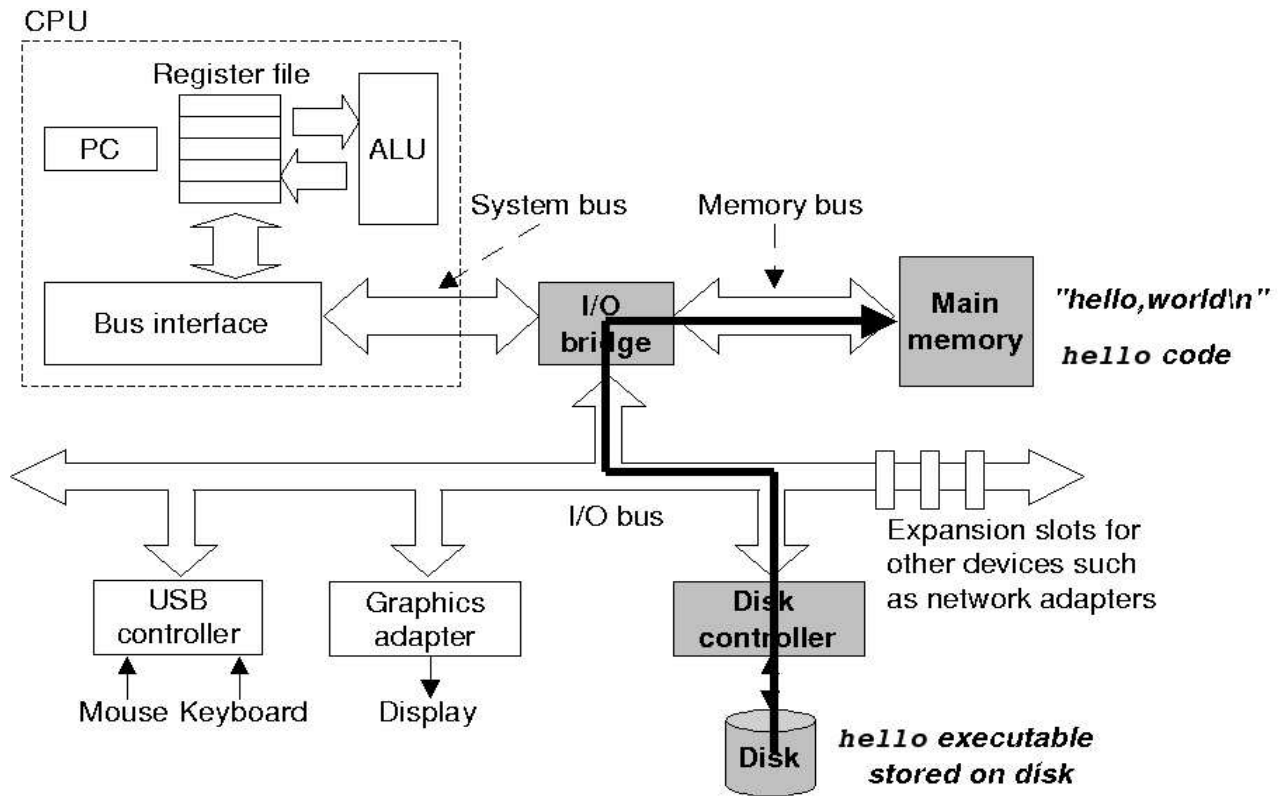 CPU
Register file
PC
ALU
System bus
Memory bus
Bus interface
I/O
bridge
Main
memory
"hello,world\n"
hello code
I/O bus
Expansion slots for
other devices such
as network adapters
USB
controller
Graphics
adapter
Disk
controller
Mouse Keyboard
Display
Disk
hello executable
stored on disk